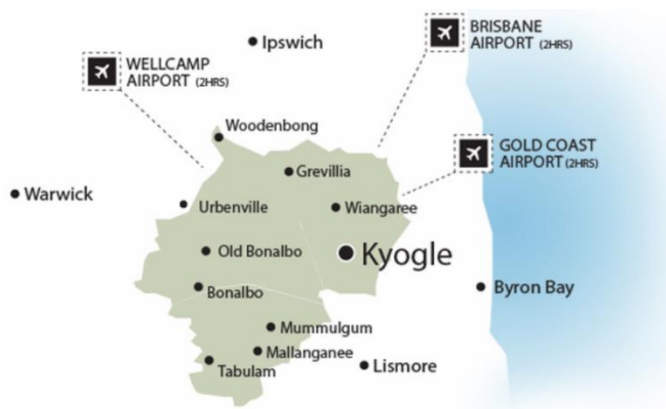 BRISBANE
AIRPORT (2HRS)
Ipswich
WELLCAMP
AIRPORT (2HRS)
Woodenbong
GOLD COAST
AIRPORT (2HRS)
Grevillia
Warwick
Urbenville
Wiangaree
Old Bonalbo
Kyogle
Bonalbo
Byron Bay
Mummulgum
Mallanganee
Lismore
Tabulam